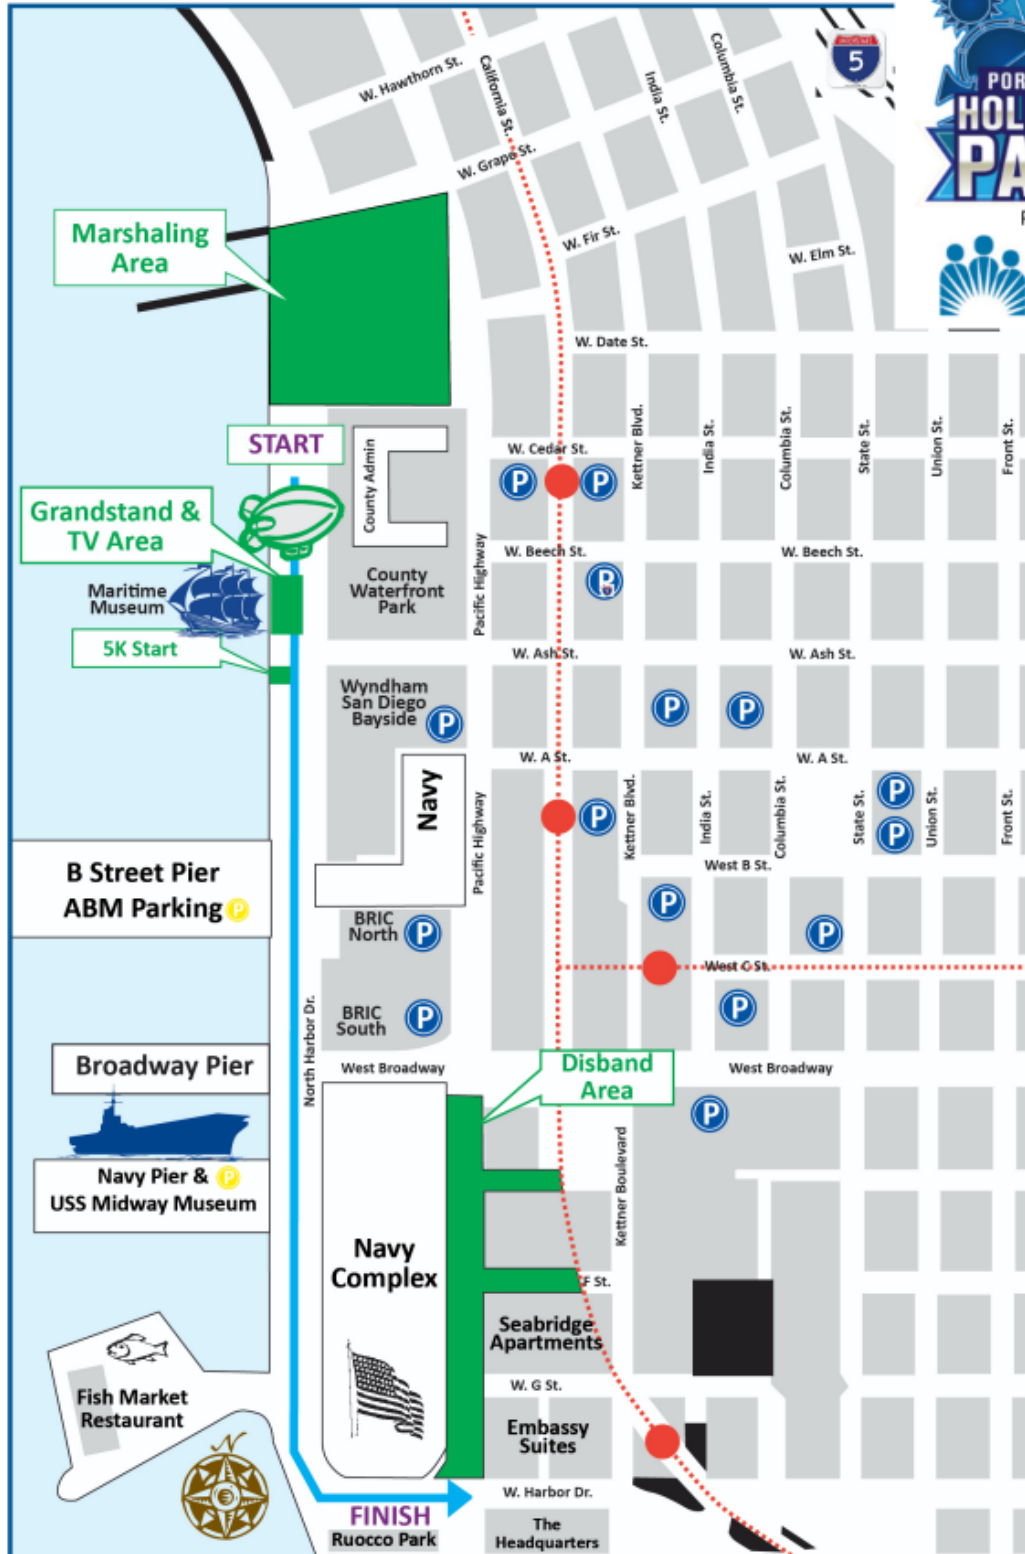 W. Hawthorn St.
California St.
India St.
Columbia St.
INTERSTATE
5
POR
HOL
PA
W. Grape St.
Marshaling
Area
W. Fir St.
W. Elm St.
W. Date St.
START
County Admin
W. Cedar St.
Kettner Blvd.
India St.
Columbia St.
State St.
Union St.
Front St.
P
P
Grandstand &
TV Area
Pacific Highway
W. Beech St.
W. Beech St.
Maritime
Museum
County
Waterfront
Park
P
5K Start
W. Ash St.
W. Ash St.
Wyndham
San Diego
Bayside
P
P
P
W. A St.
W. A St.
Navy
Pacific Highway
P
Kettner Blvd.
India St.
Columbia St.
State St.
P
P
Union St.
Front St.
B Street Pier
ABM Parking P
West B St.
BRIC
North
P
P
P
West C St.
BRIC
South
P
P
North Harbor Dr.
Broadway Pier
West Broadway
Disband
Area
West Broadway
P
Navy Pier & P
USS Midway Museum
Kettner Boulevard
Navy
Complex
F St.
Seabridge
Apartments
Fish Market
Restaurant
W. G St.
Embassy
Suites
N
W. Harbor Dr.
FINISH
Ruocco Park
The
Headquarters